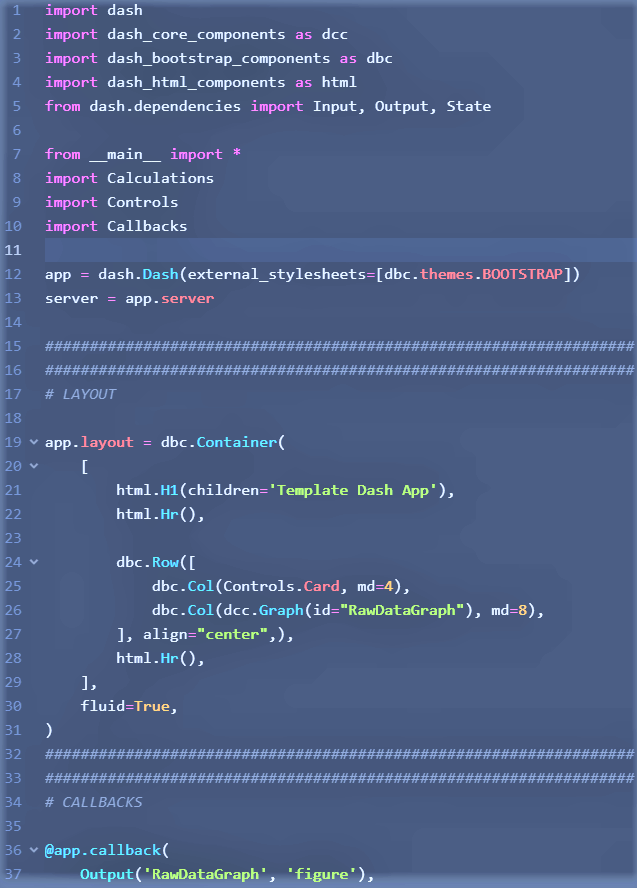 1 import dash
2 import dash_core_components as dcc
3 import dash_bootstrap_components as dbc
4 import dash_html_components as html
5 from dash.dependencies import Input, Output, State
6
7 from __main__ import *
8 import Calculations
9 import Controls
10 import Callbacks
11
12 app = dash.Dash(external_stylesheets=[dbc.themes.BOOTSTRAP])
13 server = app.server
14
15 ##################################################################
16 ##################################################################
17 # LAYOUT
18
19 app.layout = dbc.Container(
20     [
21         html.H1(children='Template Dash App'),
22         html.Hr(),
23
24         dbc.Row([
25             dbc.Col(Controls.Card, md=4),
26             dbc.Col(dcc.Graph(id="RawDataGraph"), md=8),
27         ], align="center",),
28         html.Hr(),
29     ],
30     fluid=True,
31 )
32 ##################################################################
33 ##################################################################
34 # CALLBACKS
35
36 @app.callback(
37     Output('RawDataGraph', 'figure'),